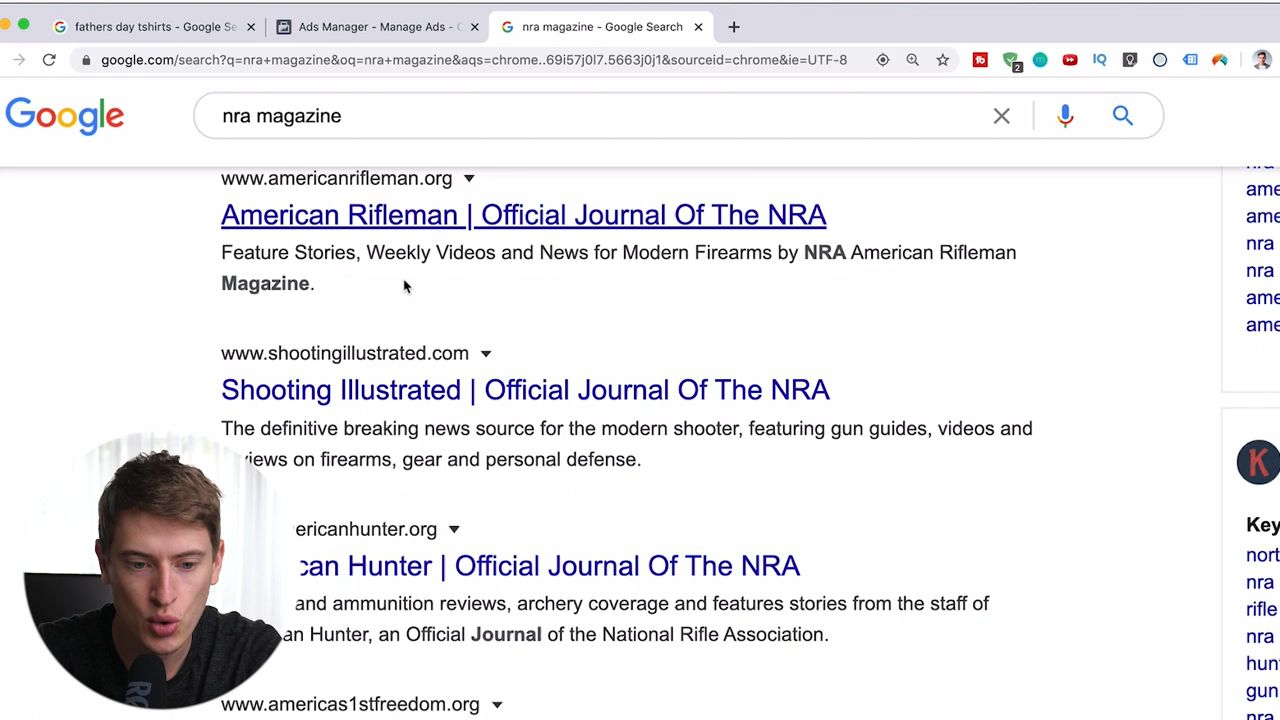 fathers day tshirts - Google Se
Ads Manager - Manage Ads - C
nra magazine - Google Search
google.com/search?q=nra+magazine&oq=nra+magazine&aqs=chrome..69i57j0l7.5663j0j1&sourceid=chrome&ie=UTF-8
2
IQ
Google
nra magazine
www.americanrifleman.org
American Rifleman | Official Journal Of The NRA
Feature Stories, Weekly Videos and News for Modern Firearms by NRA American Rifleman
Magazine.
www.shootingillustrated.com
Shooting Illustrated | Official Journal Of The NRA
The definitive breaking news source for the modern shooter, featuring gun guides, videos and
views on firearms, gear and personal defense.
ericanhunter.org
can Hunter | Official Journal Of The NRA
and ammunition reviews, archery coverage and features stories from the staff of
an Hunter, an Official Journal of the National Rifle Association.
www.americas1stfreedom.org
ame
ame
nra
nra
ame
ame
K
Key
nort
nra
rifle
nra
hunt
gun
nra